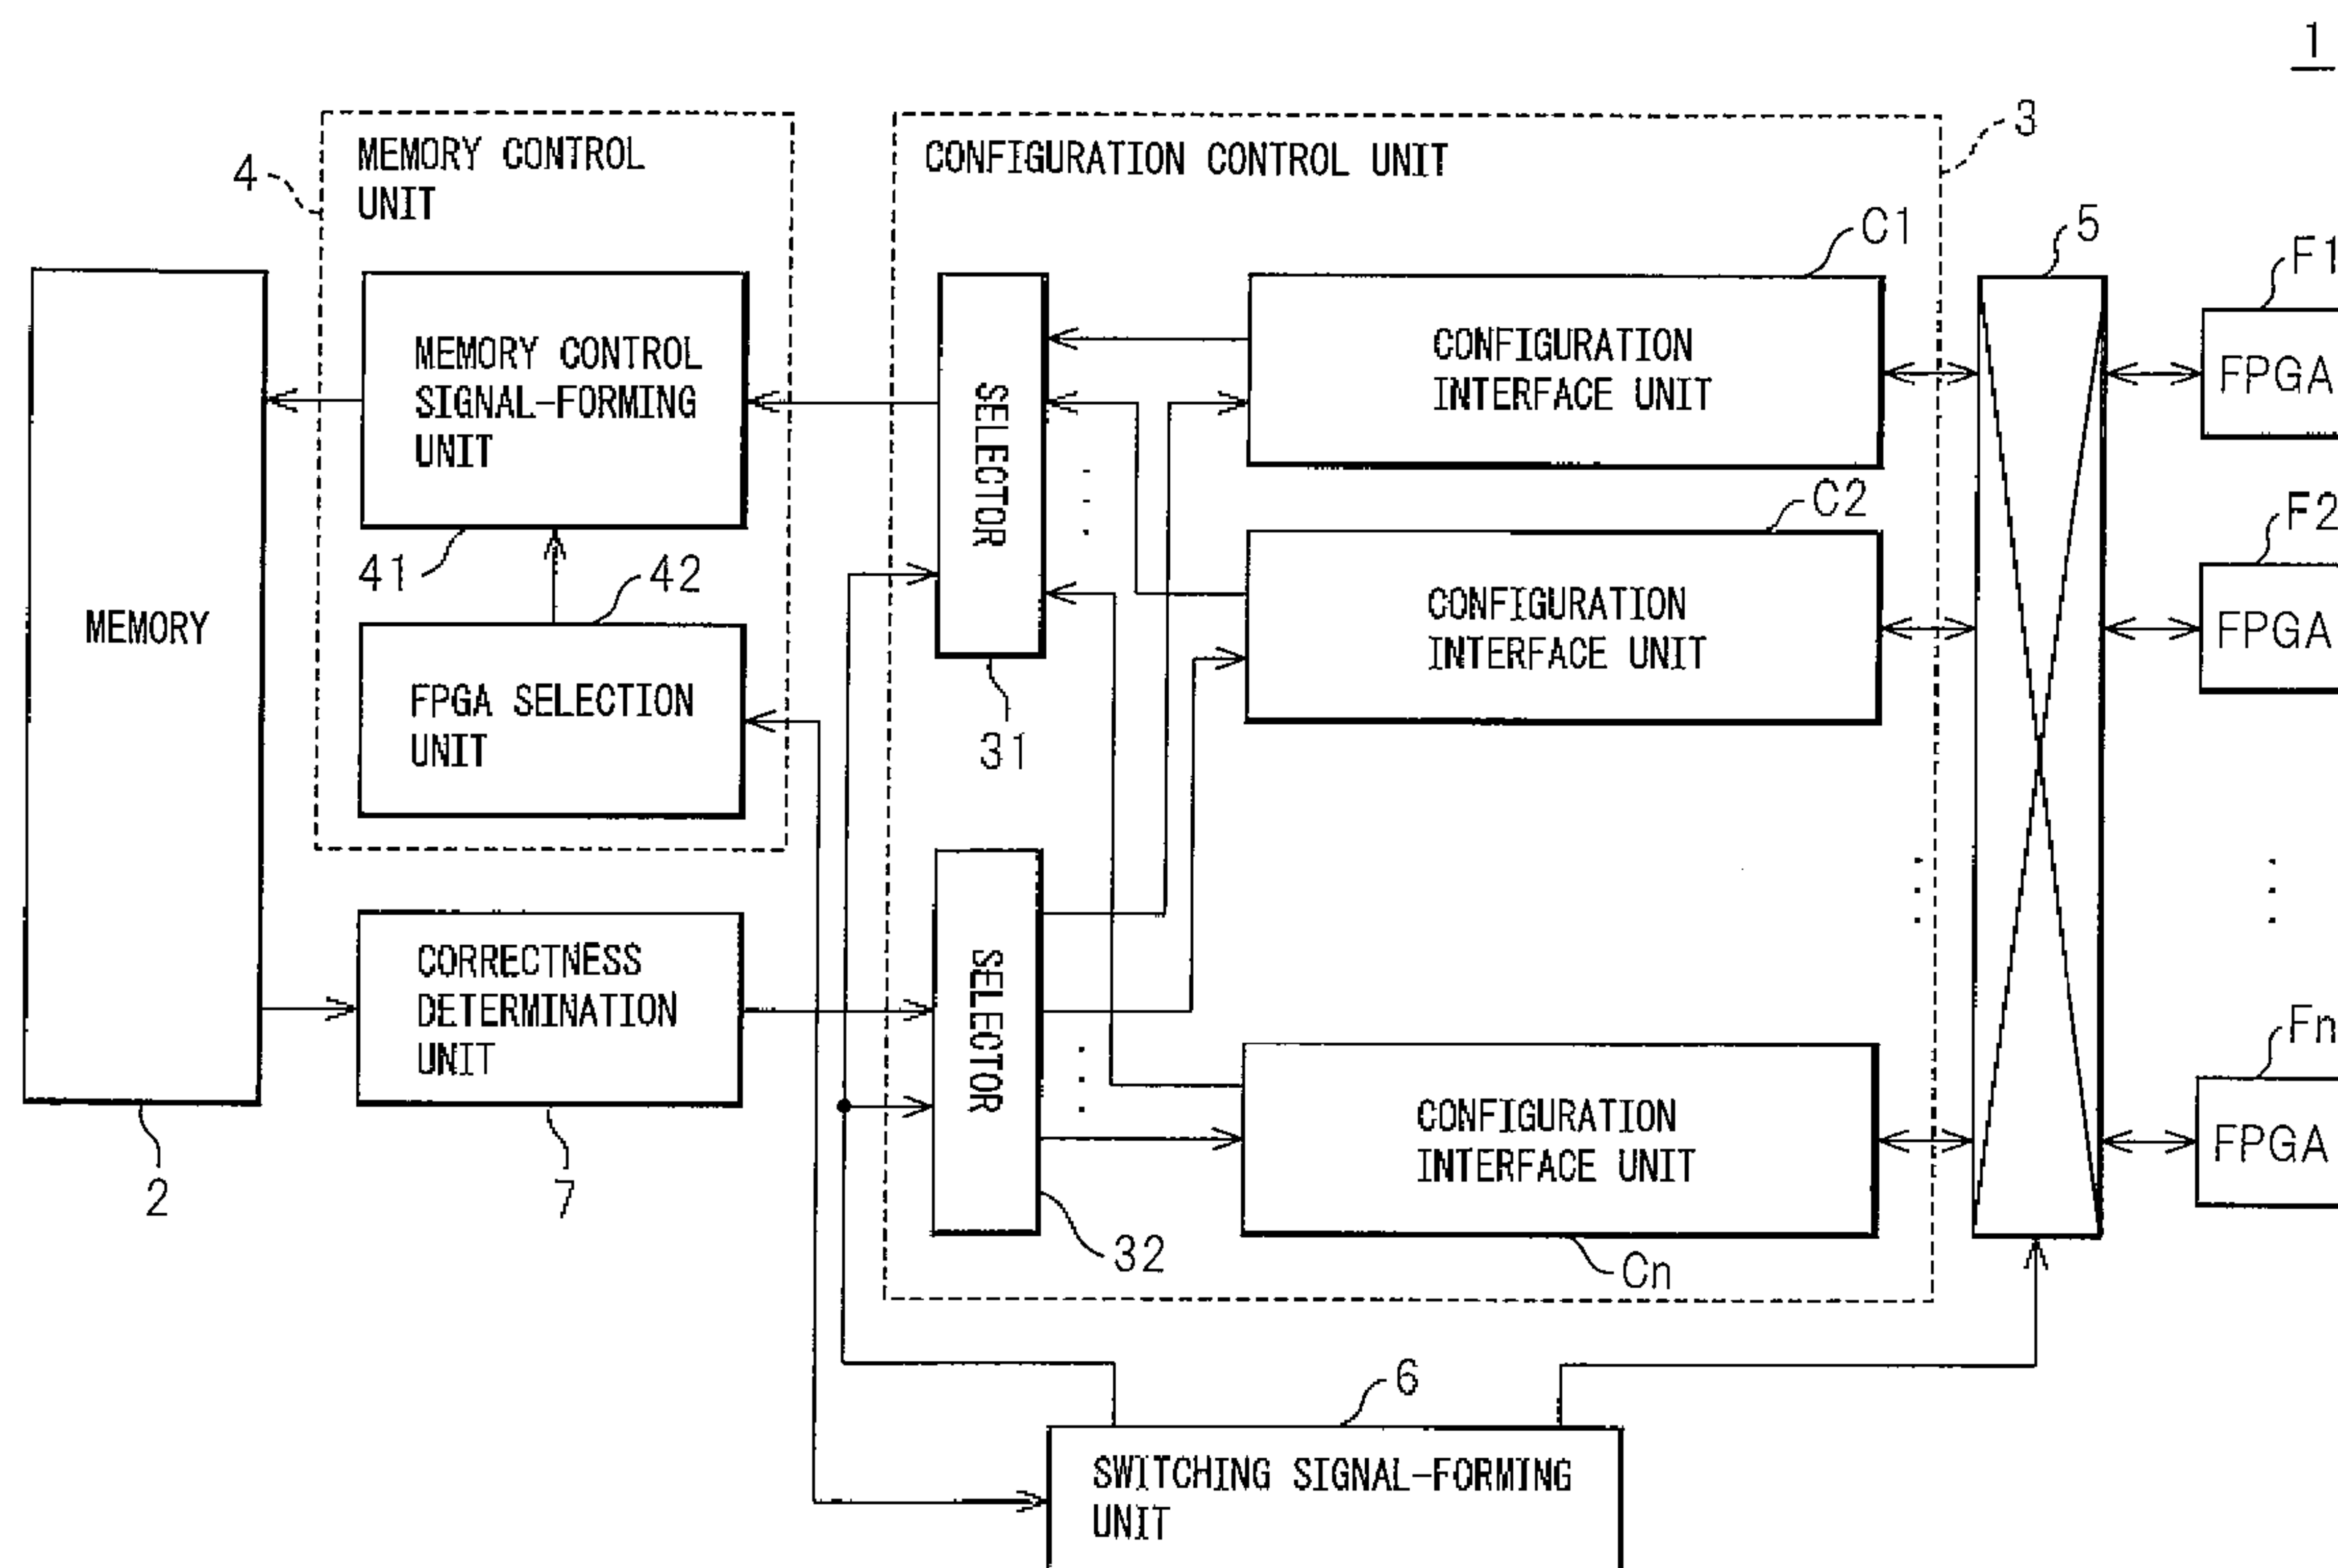 1
MEMORY CONTROL
UNIT
4
CONFIGURATION CONTROL UNIT
3
C1
5
F1
MEMORY CONTROL
SIGNAL-FORMING
UNIT
SELECTOR
CONFIGURATION
INTERFACE UNIT
FPGA
C2
F2
41
42
MEMORY
CONFIGURATION
INTERFACE UNIT
FPGA
FPGA SELECTION
UNIT
31
CORRECTNESS
DETERMINATION
UNIT
SELECTOR
Fn
CONFIGURATION
INTERFACE UNIT
FPGA
2
7
32
Cn
6
SWITCHING SIGNAL-FORMING
UNIT